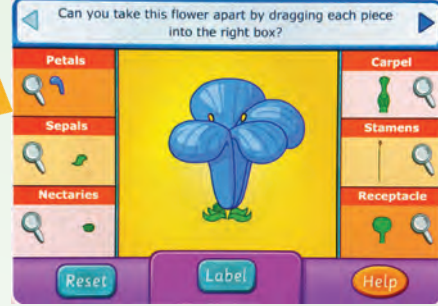 Can you take this flower apart by dragging each piece
into the right box?
Petals
Sepals
Nectaries
Carpel
Stamens
Receptacle
Reset
Label
Help